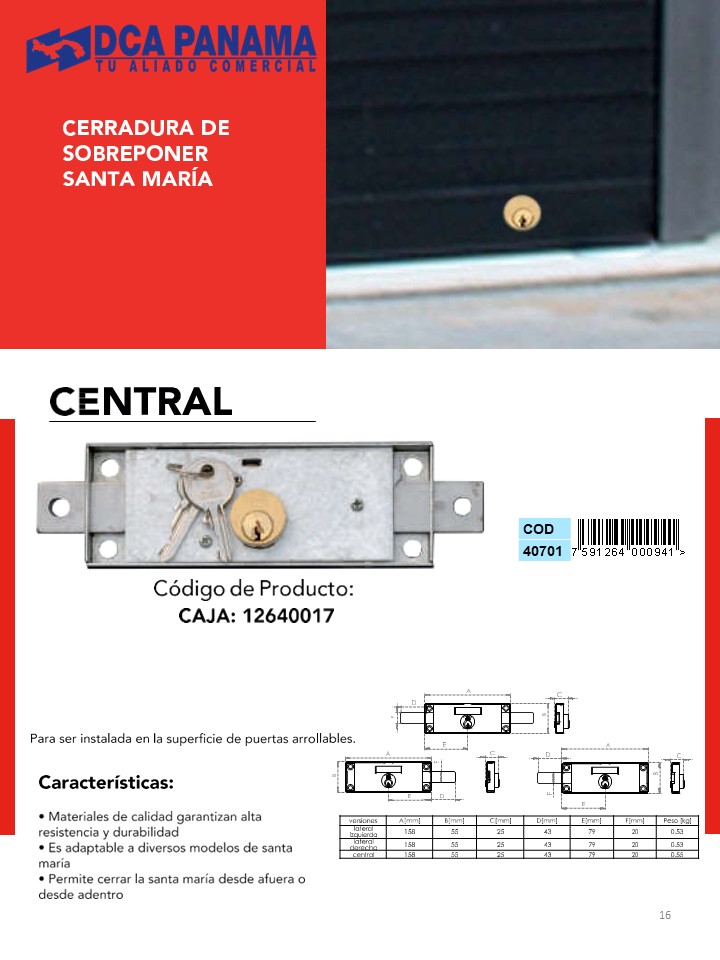 DCA PANAMA
TU ALIADO COMERCIAL
CERRADURA DE
SOBREPONER
SANTA MARÍA
CENTRAL
COD
40701
7 591264 000941 >
Código de Producto:
CAJA: 12640017
Para ser instalada en la superficie de puertas arrollables.
Características:
• Materiales de calidad garantizan alta
resistencia y durabilidad
• Es adaptable a diversos modelos de santa
maría
• Permite cerrar la santa maría desde afuera o
desde adentro
A
C
D
F
B
E
A
C
B
F
E
D
A
C
D
B
F
E
versiones A[mm] B[mm] C[mm] D[mm] E[mm] F[mm] Peso [kg]
lateral izquierda 158 55 25 43 79 20 0.53
lateral derecha 158 55 25 43 79 20 0.53
central 158 55 25 43 79 20 0.55
16